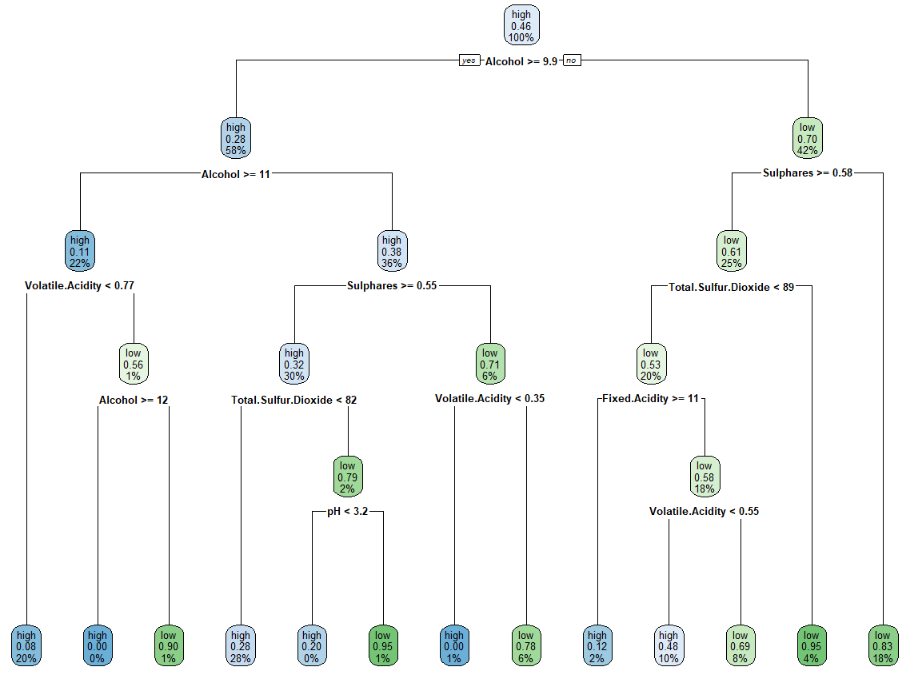 high
0.46
100%
yes Alcohol >= 9.9 no
high
0.28
58%
low
0.70
42%
Alcohol >= 11
Sulphares >= 0.58
high
0.11
22%
high
0.38
36%
low
0.61
25%
Volatile.Acidity < 0.77
Sulphares >= 0.55
Total.Sulfur.Dioxide < 89
low
0.56
1%
high
0.32
30%
low
0.71
6%
low
0.53
20%
Alcohol >= 12
Total.Sulfur.Dioxide < 82
Volatile.Acidity < 0.35
Fixed.Acidity >= 11
low
0.79
2%
low
0.58
18%
pH < 3.2
Volatile.Acidity < 0.55
high
0.08
20%
high
0.00
0%
low
0.90
1%
high
0.28
28%
high
0.20
0%
low
0.95
1%
high
0.00
1%
low
0.78
6%
high
0.12
2%
high
0.48
10%
low
0.69
8%
low
0.95
4%
low
0.83
18%